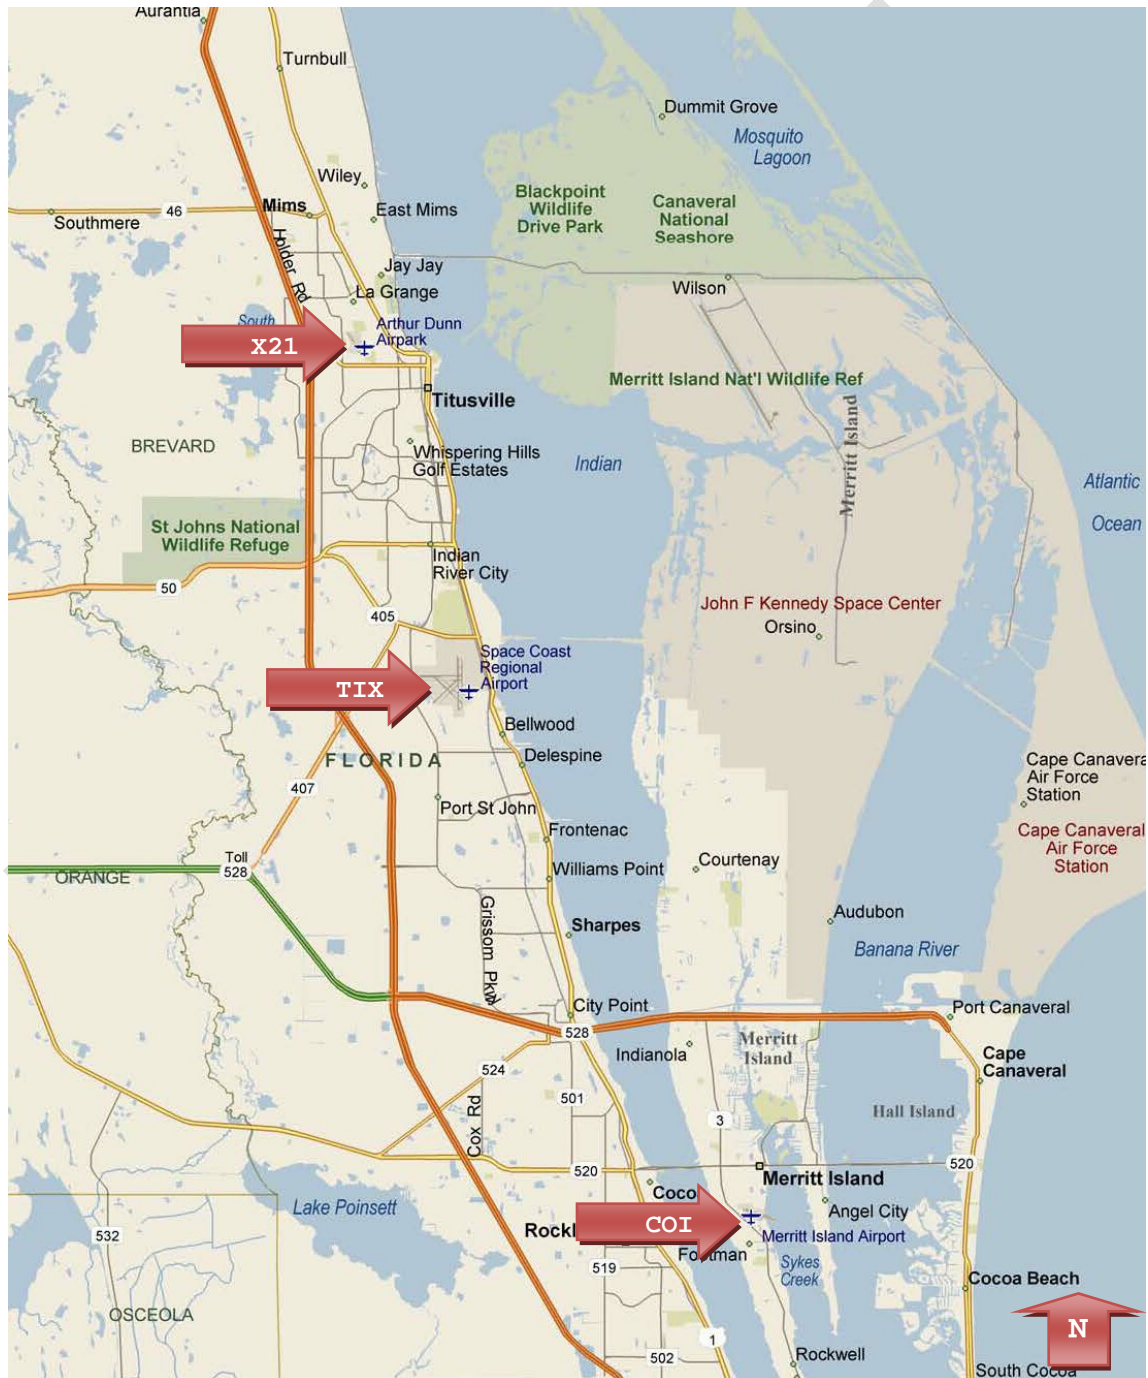 Aurantia
Turnbull
Dummit Grove
Mosquito
Lagoon
Wiley
Blackpoint
Wildlife
Drive Park
Canaveral
National
Seashore
Southmere
46
Mims
East Mims
Holder Rd
Jay Jay
La Grange
Wilson
South
Arthur Dunn
Airpark
X21
Merritt Island Nat'l Wildlife Ref
Titusville
Merritt Island
BREVARD
Whispering Hills
Golf Estates
Indian
Atlantic
Ocean
St Johns National
Wildlife Refuge
Indian
River City
50
405
John F Kennedy Space Center
Orsino
Space Coast
Regional
Airport
TIX
Bellwood
FLORIDA
Delespine
407
Port St John
Cape Canavera
Air Force
Station
Frontenac
Cape Canaveral
Air Force
Station
Toll
528
ORANGE
Williams Point
Courtenay
Grissom Pkwy
Sharpes
Audubon
Banana River
City Point
Port Canaveral
528
Indianola
Merritt
Island
Cape
Canaveral
524
501
Cox Rd
3
Hall Island
520
520
Merritt Island
Lake Poinsett
Coco
Angel City
COI
Rockl
Merritt Island Airport
532
Sykes
Creek
519
Cocoa Beach
OSCEOLA
N
1
502
Rockwell
South Cocoa